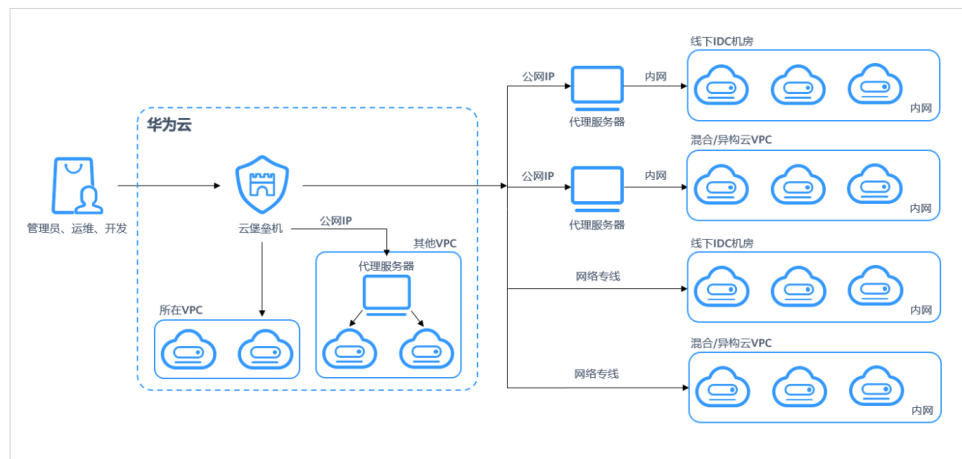 线下IDC机房
公网IP
内网
代理服务器
内网
华为云
混合/异构云VPC
公网IP
内网
代理服务器
内网
管理员、运维、开发
云堡垒机
公网IP
其他VPC
代理服务器
所在VPC
线下IDC机房
网络专线
内网
混合/异构云VPC
网络专线
内网